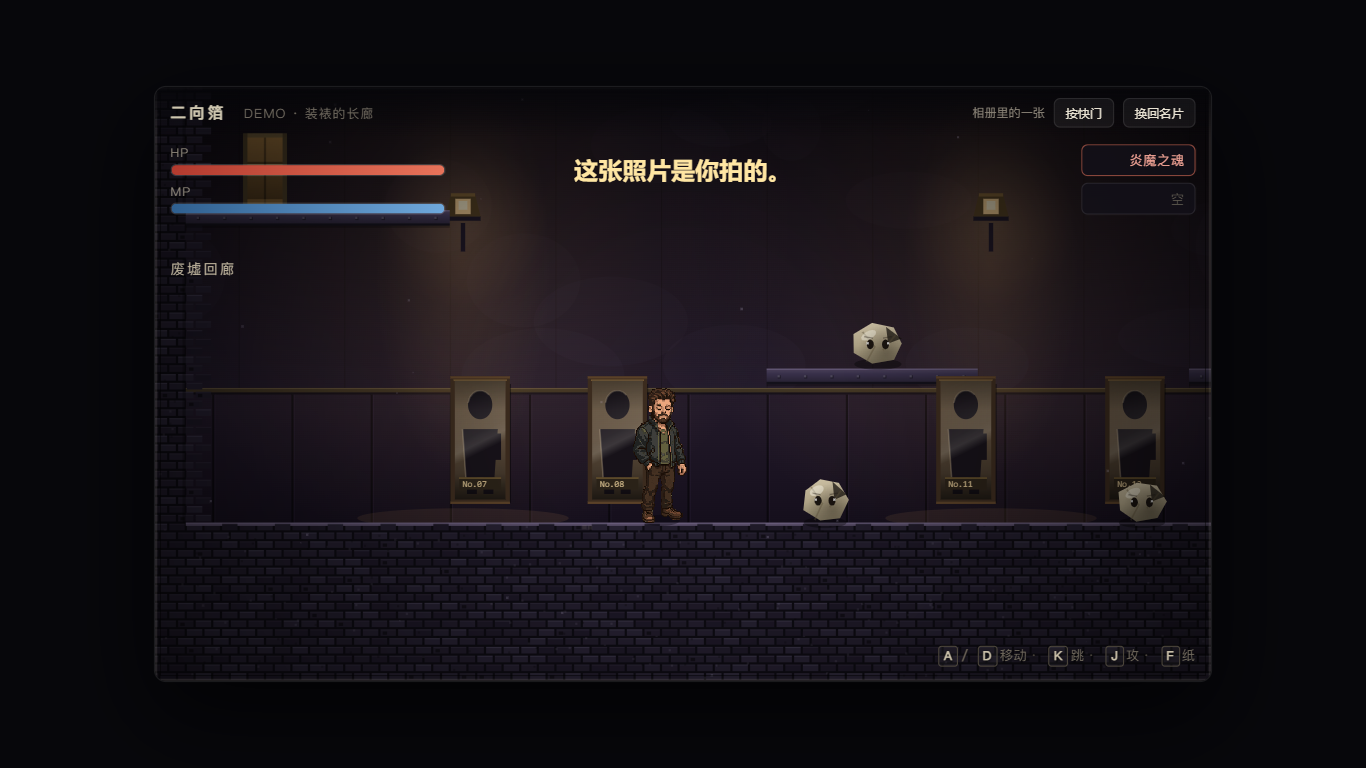 二向箔 DEMO · 装裱的长廊
相册里的一张 按快门 换回名片
HP
MP
这张照片是你拍的。
炎魔之魂
空
废墟回廊
No.07 No.08 No.11
A / D 移动 · K 跳 · J 攻 · F 纸